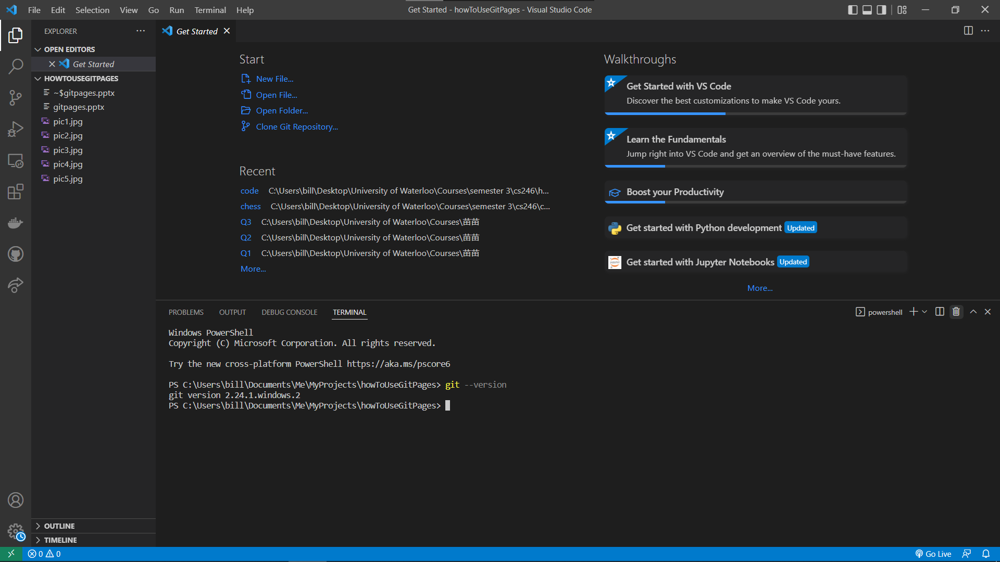 File Edit Selection View Go Run Terminal Help
Get Started - howToUseGitPages - Visual Studio Code
EXPLORER
OPEN EDITORS
Get Started
HOWTOUSEGITPAGES
~$gitpages.pptx
gitpages.pptx
pic1.jpg
pic2.jpg
pic3.jpg
pic4.jpg
pic5.jpg
OUTLINE
TIMELINE
Get Started
Start
New File...
Open File...
Open Folder...
Clone Git Repository...
Recent
code C:\Users\bill\Desktop\University of Waterloo\Courses\semester 3\cs246\h...
chess C:\Users\bill\Desktop\University of Waterloo\Courses\semester 3\cs246\c...
Q3 C:\Users\bill\Desktop\University of Waterloo\Courses\苗苗
Q2 C:\Users\bill\Desktop\University of Waterloo\Courses\苗苗
Q1 C:\Users\bill\Desktop\University of Waterloo\Courses\苗苗
More...
Walkthroughs
Get Started with VS Code
Discover the best customizations to make VS Code yours.
Learn the Fundamentals
Jump right into VS Code and get an overview of the must-have features.
Boost your Productivity
Get started with Python development Updated
Get started with Jupyter Notebooks Updated
More...
PROBLEMS OUTPUT DEBUG CONSOLE TERMINAL
powershell
Windows PowerShell
Copyright (C) Microsoft Corporation. All rights reserved.
Try the new cross-platform PowerShell https://aka.ms/pscore6
PS C:\Users\bill\Documents\Me\MyProjects\howToUseGitPages> git --version
git version 2.24.1.windows.2
PS C:\Users\bill\Documents\Me\MyProjects\howToUseGitPages>
0 0
Go Live